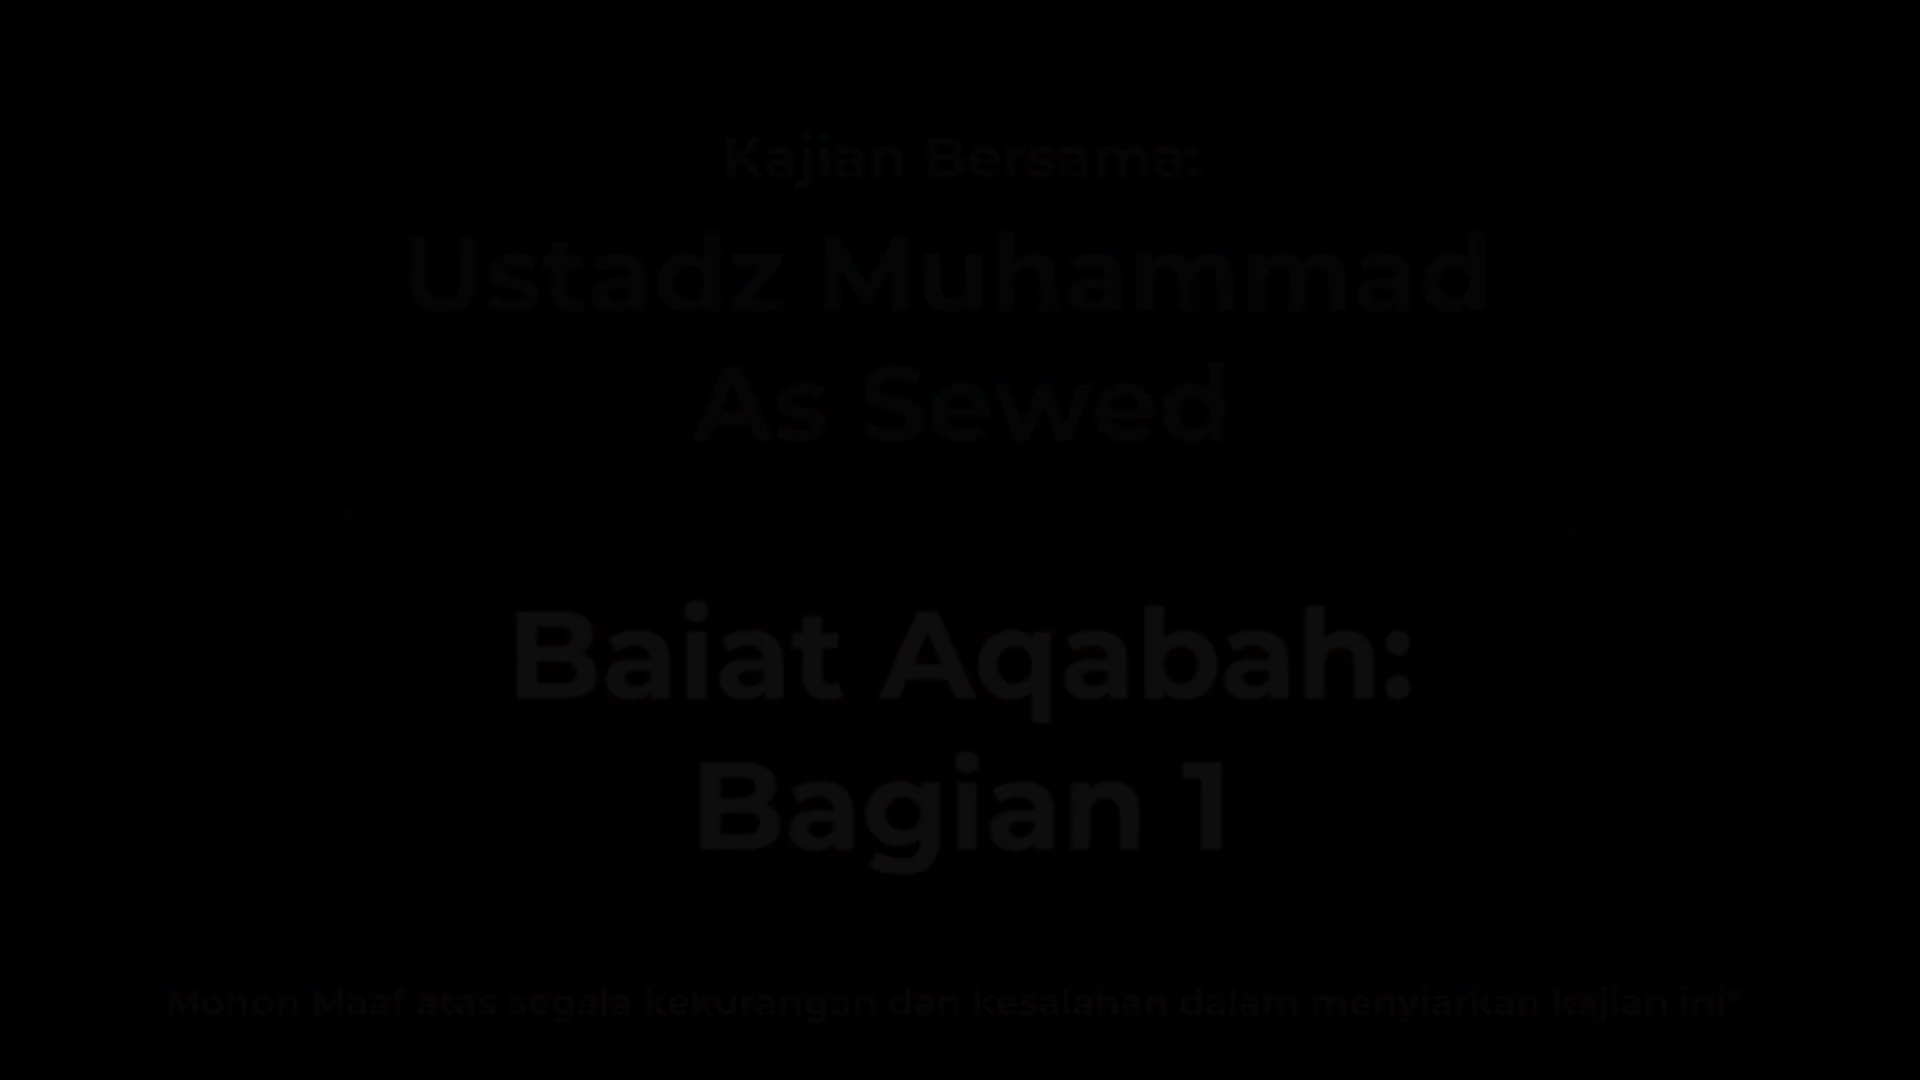 Kajian Bersama:
Ustadz Muhammad
As Sewed
Baiat Aqabah:
Bagian 1
Mohon Maaf atas segala kekurangan dan kesalahan dalam menyiarkan kajian ini*